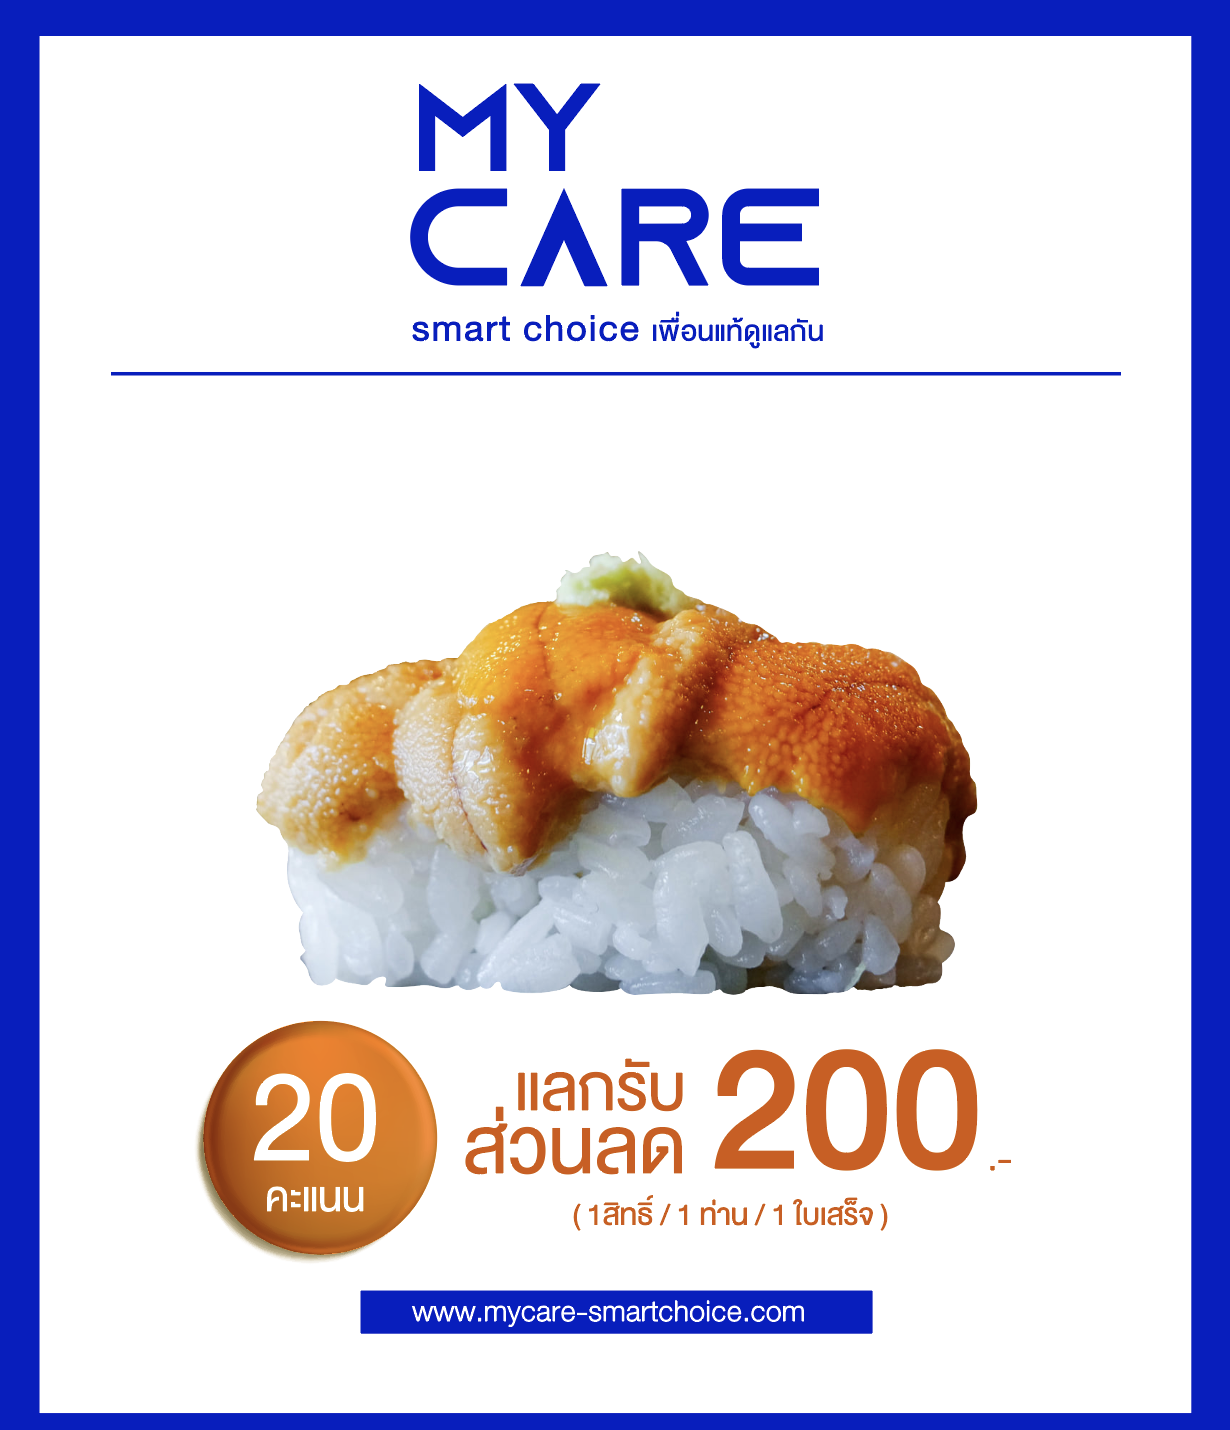 MY
CARE
smart choice เพื่อนแท้ดูแลกัน
20
คะแนน
แลกรับ
ส่วนลด 200.-
( 1สิทธิ์ / 1 ท่าน / 1 ใบเสร็จ )
www.mycare-smartchoice.com